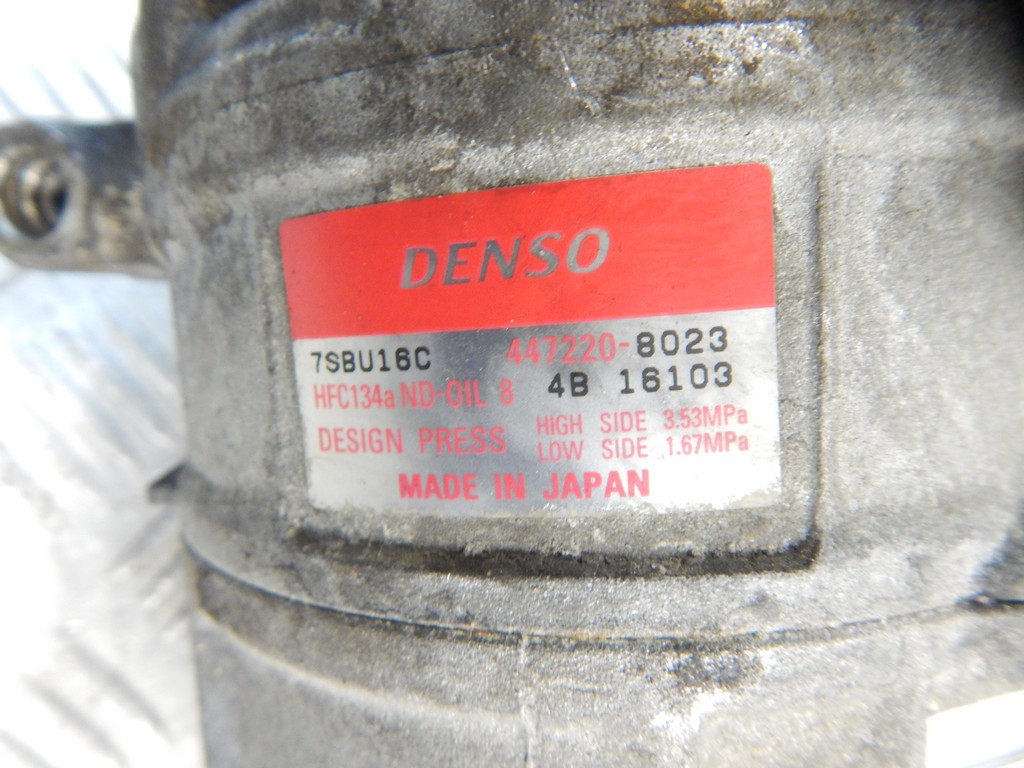 DENSO
7SBU16C 447220-8023
HFC134a ND-OIL 8 4B 16103
DESIGN PRESS HIGH SIDE 3.53MPa
LOW SIDE 1.67MPa
MADE IN JAPAN